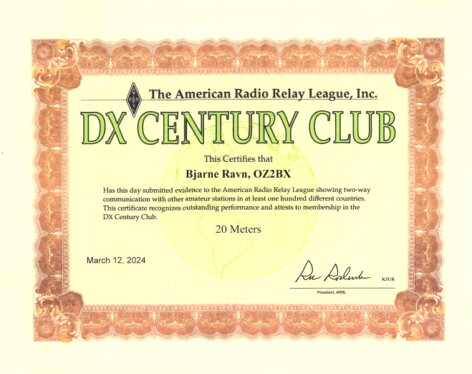 The American Radio Relay League, Inc.
DX CENTURY CLUB
This Certifies that
Bjarne Ravn, OZ2BX
Has this day submitted evidence to the American Radio Relay League showing two-way
communication with other amateur stations in at least one hundred different countries.
This certificate recognizes outstanding performance and attests to membership in the
DX Century Club.
20 Meters
March 12, 2024
K5UR
President, ARRL